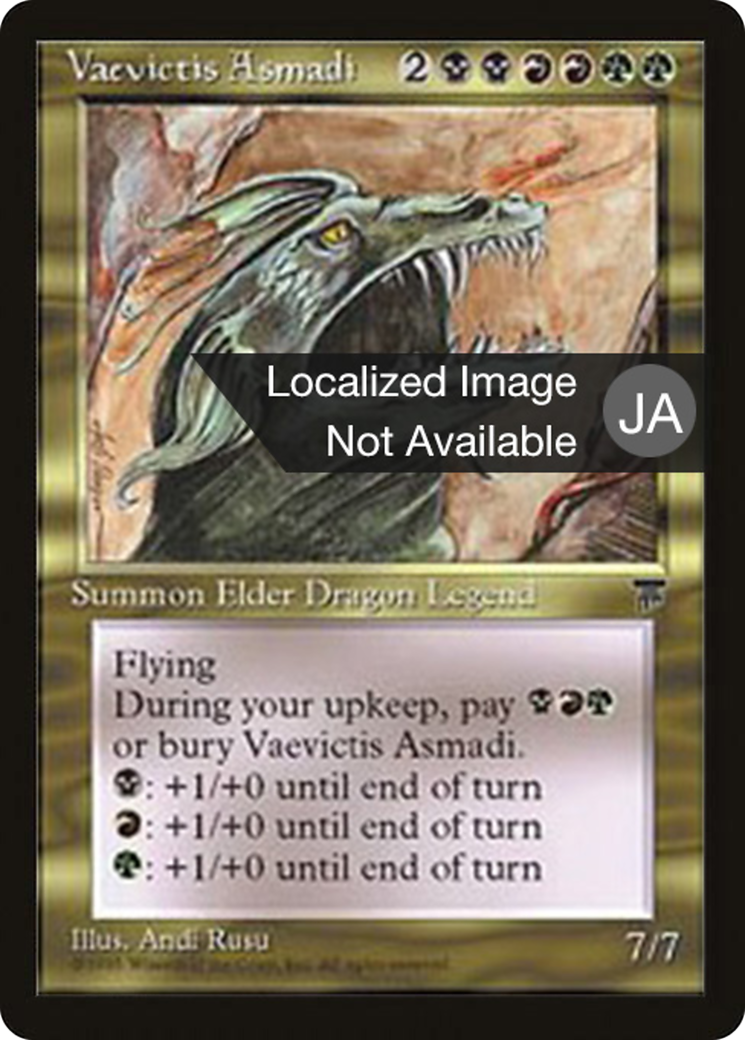 Vaevictis Asmadi 2
Localized Image
Not Available
JA
Summon Elder Dragon Legend
Flying
During your upkeep, pay
or bury Vaevictis Asmadi.
: +1/+0 until end of turn
: +1/+0 until end of turn
: +1/+0 until end of turn
Illus. Andi Rusu
7/7